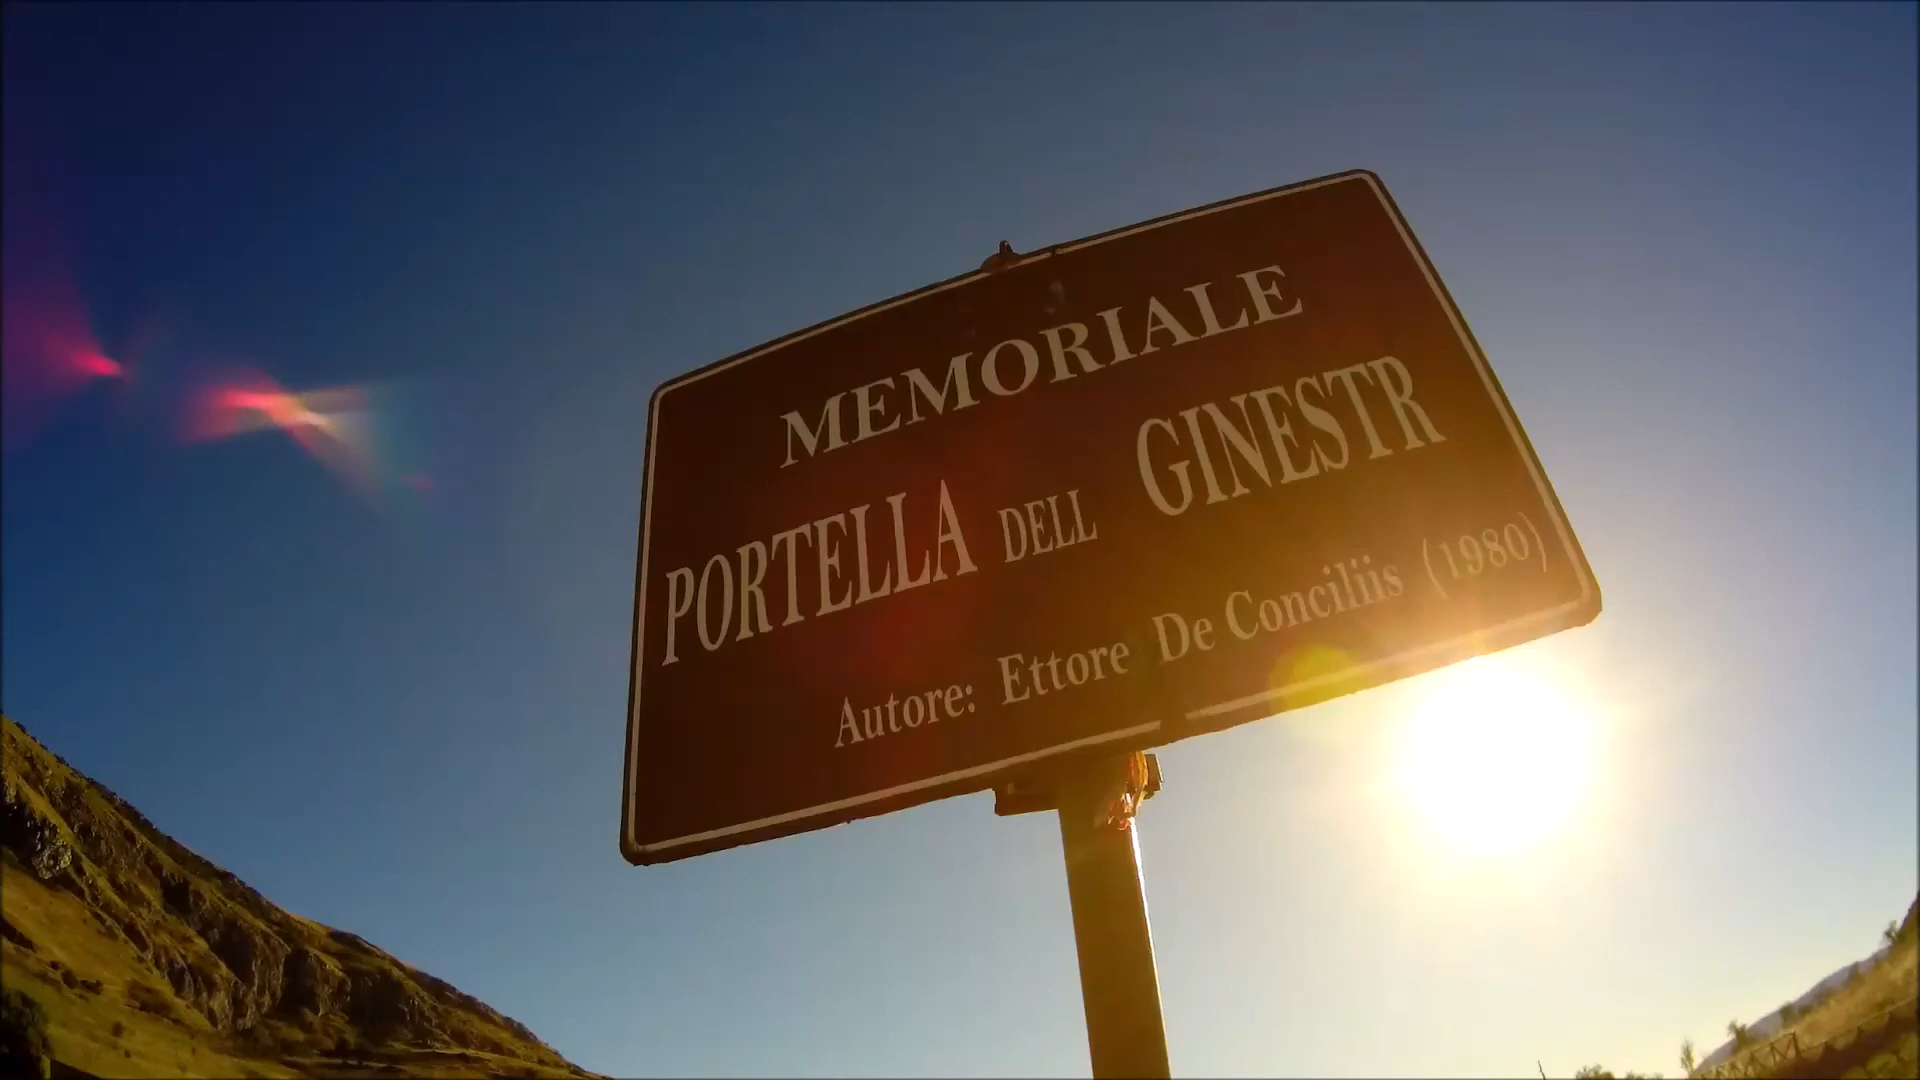 MEMORIALE
PORTELLA DELL GINESTR
Autore: Ettore De Conciliis (1980)